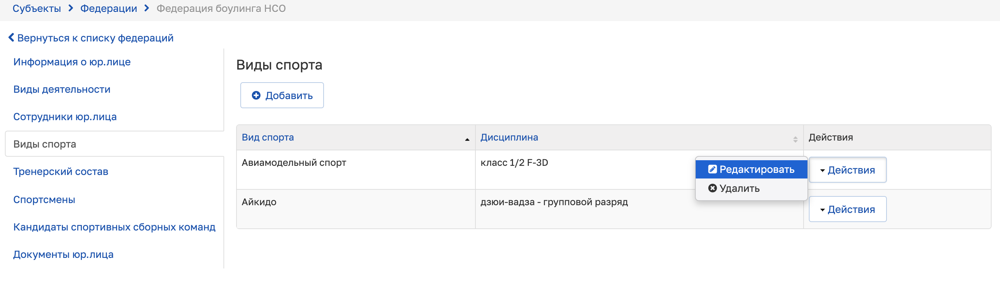 Субъекты
Федерации
Федерация боулинга НСО
Вернуться к списку федераций
Информация о юр.лице
Виды деятельности
Сотрудники юр.лица
Виды спорта
Тренерский состав
Спортсмены
Кандидаты спортивных сборных команд
Документы юр.лица
Виды спорта
Добавить
Вид спорта
Дисциплина
Действия
Авиамодельный спорт
класс 1/2 F-3D
Редактировать
Удалить
Действия
Айкидо
дзюи-вадза - групповой разряд
Действия